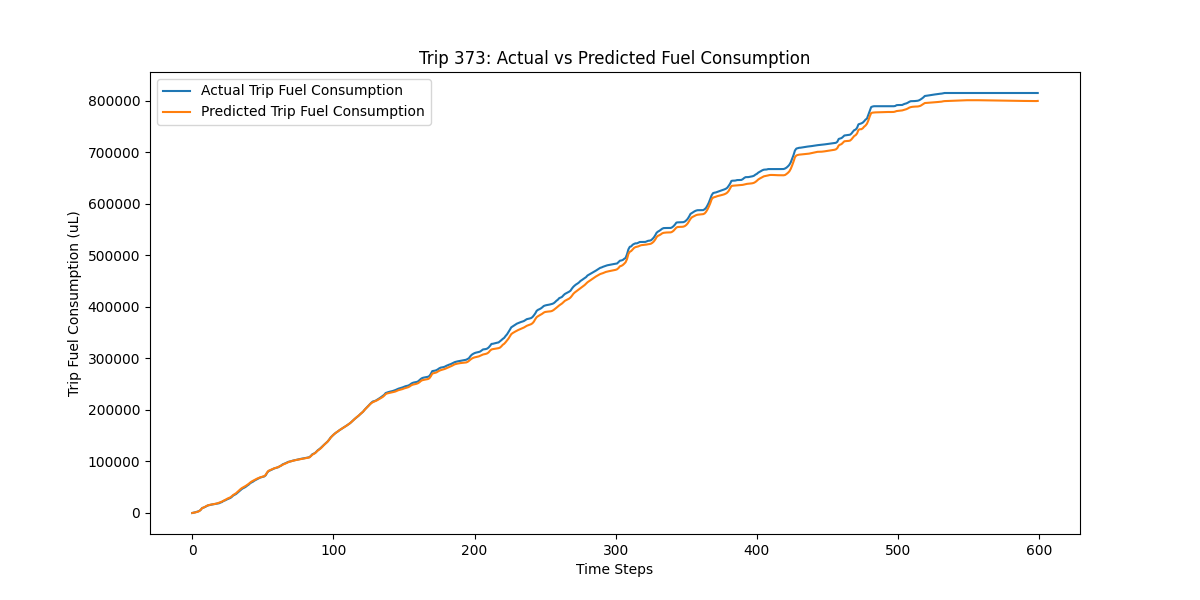 Trip 373: Actual vs Predicted Fuel Consumption
Actual Trip Fuel Consumption
Predicted Trip Fuel Consumption
Trip Fuel Consumption (uL)
800000
700000
600000
500000
400000
300000
200000
100000
0
0 100 200 300 400 500 600
Time Steps